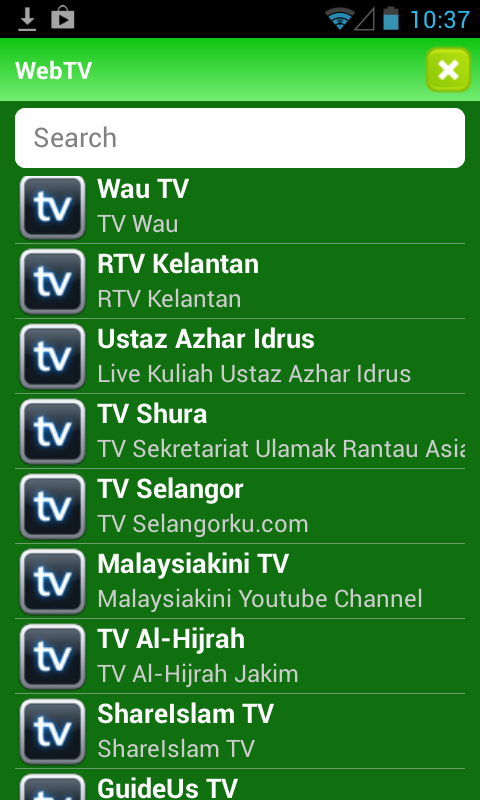 10:37
WebTV
Search
tv
Wau TV
TV Wau
tv
RTV Kelantan
RTV Kelantan
tv
Ustaz Azhar Idrus
Live Kuliah Ustaz Azhar Idrus
tv
TV Shura
TV Sekretariat Ulamak Rantau Asia
tv
TV Selangor
TV Selangorku.com
tv
Malaysiakini TV
Malaysiakini Youtube Channel
tv
TV Al-Hijrah
TV Al-Hijrah Jakim
tv
ShareIslam TV
ShareIslam TV
tv
GuideUs TV